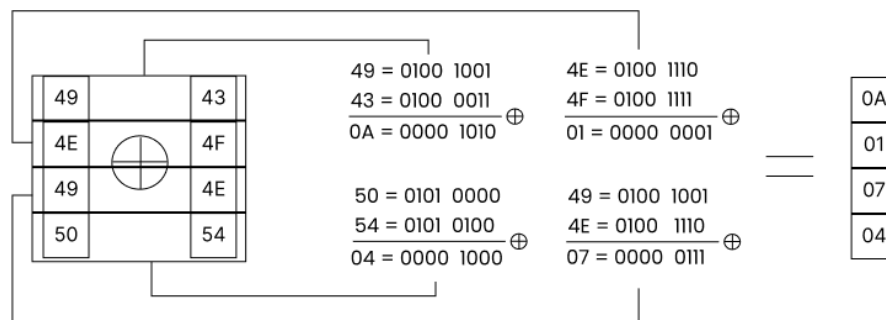 49 43
4E 4F
49 4E
50 54
49 = 0100 1001
43 = 0100 0011 ⊕
0A = 0000 1010
4E = 0100 1110
4F = 0100 1111 ⊕
01 = 0000 0001
50 = 0101 0000
54 = 0101 0100 ⊕
04 = 0000 1000
49 = 0100 1001
4E = 0100 1110 ⊕
07 = 0000 0111
=
0A
01
07
04